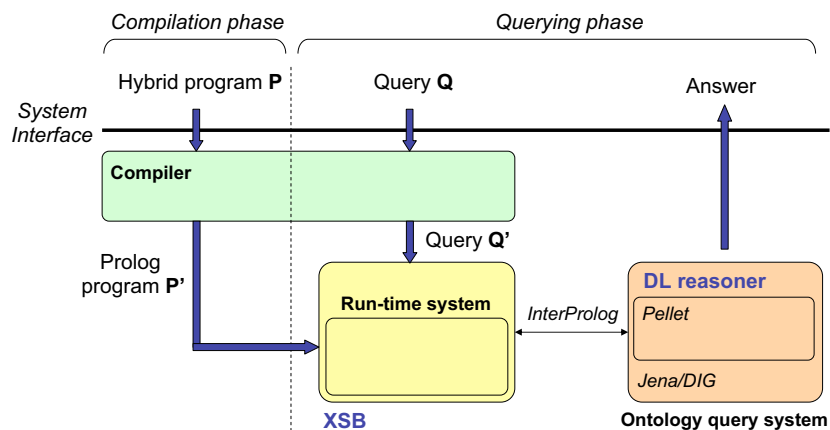 Compilation phase
Querying phase
Hybrid program P
Query Q
Answer
System
Interface
Compiler
Prolog
program P’
Query Q’
DL reasoner
Run-time system
InterProlog
Pellet
Jena/DIG
XSB
Ontology query system